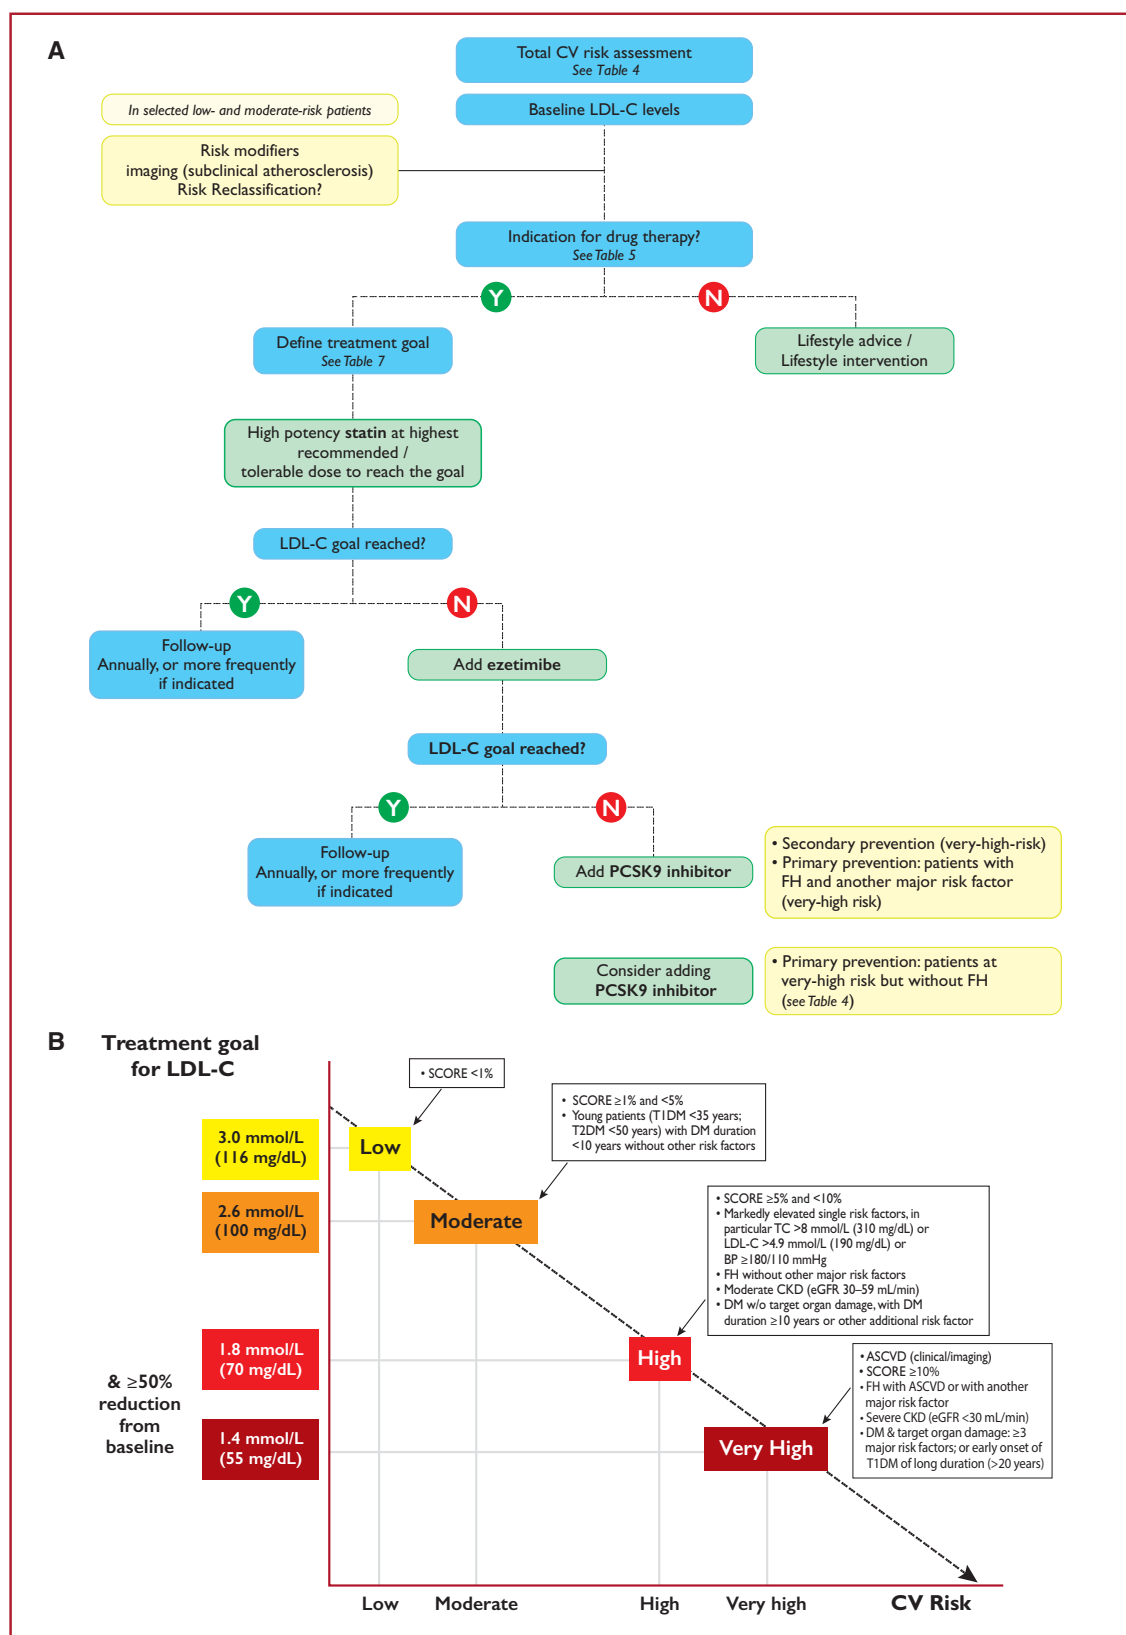 A
Total CV risk assessment
See Table 4
In selected low- and moderate-risk patients
Baseline LDL-C levels
Risk modifiers
imaging (subclinical atherosclerosis)
Risk Reclassification?
Indication for drug therapy?
See Table 5
Y
N
Define treatment goal
See Table 7
Lifestyle advice /
Lifestyle intervention
High potency statin at highest
recommended /
tolerable dose to reach the goal
LDL-C goal reached?
Y
N
Follow-up
Annually, or more frequently
if indicated
Add ezetimibe
LDL-C goal reached?
Y
N
Follow-up
Annually, or more frequently
if indicated
Add PCSK9 inhibitor
• Secondary prevention (very-high-risk)
• Primary prevention: patients with
FH and another major risk factor
(very-high risk)
Consider adding
PCSK9 inhibitor
• Primary prevention: patients at
very-high risk but without FH
(see Table 4)
B
Treatment goal
for LDL-C
• SCORE <1%
• SCORE ≥1% and <5%
• Young patients (T1DM <35 years;
T2DM <50 years) with DM duration
<10 years without other risk factors
3.0 mmol/L
(116 mg/dL)
Low
2.6 mmol/L
(100 mg/dL)
Moderate
• SCORE ≥5% and <10%
• Markedly elevated single risk factors, in
particular TC >8 mmol/L (310 mg/dL) or
LDL-C >4.9 mmol/L (190 mg/dL) or
BP ≥180/110 mmHg
• FH without other major risk factors
• Moderate CKD (eGFR 30–59 mL/min)
• DM w/o target organ damage, with DM
duration ≥10 years or other additional risk factor
1.8 mmol/L
(70 mg/dL)
High
& ≥50%
reduction
from
baseline
1.4 mmol/L
(55 mg/dL)
Very High
• ASCVD (clinical/imaging)
• SCORE ≥10%
• FH with ASCVD or with another
major risk factor
• Severe CKD (eGFR <30 mL/min)
• DM & target organ damage: ≥3
major risk factors; or early onset of
T1DM of long duration (>20 years)
Low
Moderate
High
Very high
CV Risk